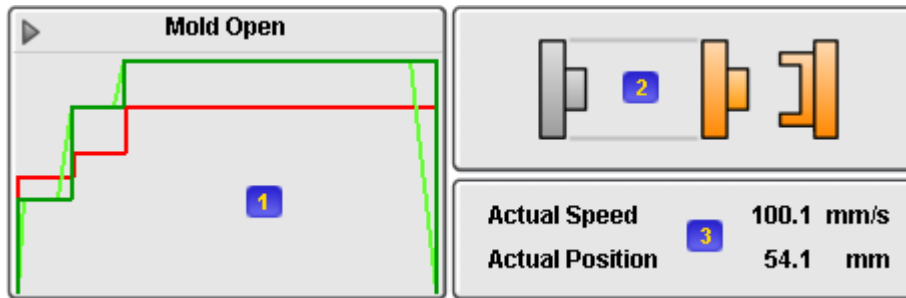 Mold Open
1
2
Actual Speed 100.1 mm/s
3
Actual Position 54.1 mm